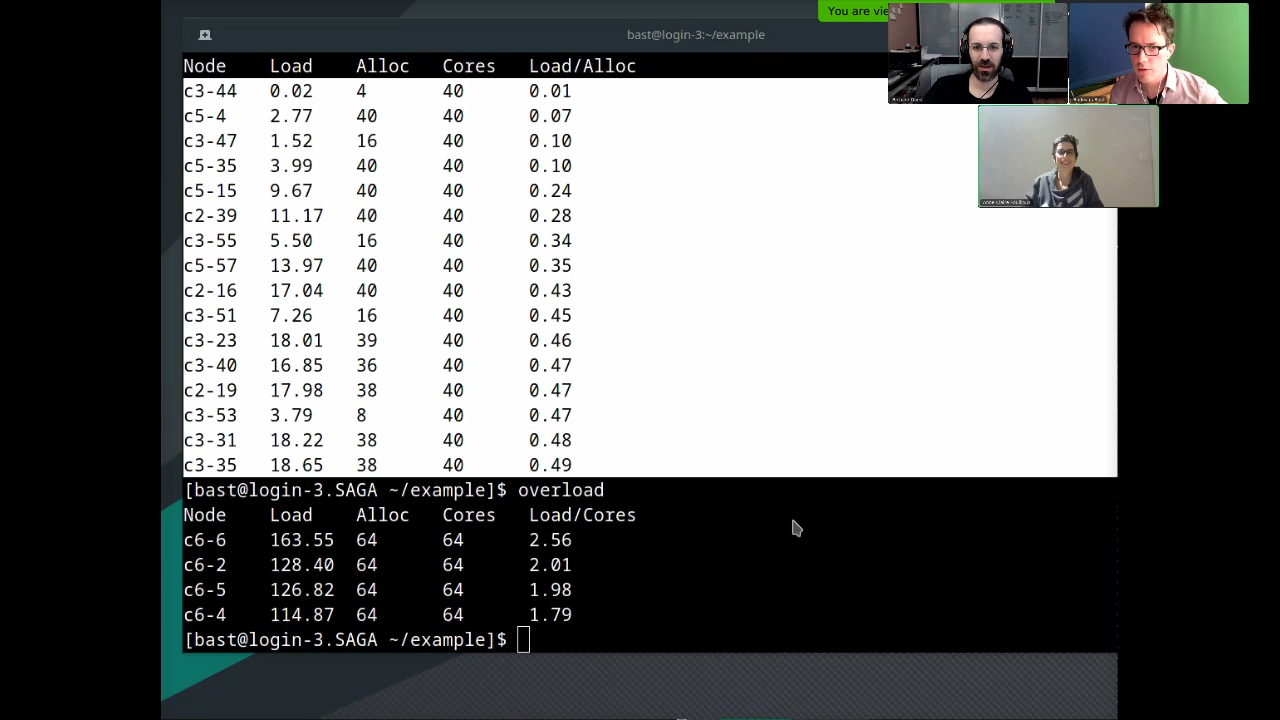 You are vie
bast@login-3:~/example
Node Load Alloc Cores Load/Alloc
c3-44 0.02 4 40 0.01
c5-4 2.77 40 40 0.07
c3-47 1.52 16 40 0.10
c5-35 3.99 40 40 0.10
c5-15 9.67 40 40 0.24
c2-39 11.17 40 40 0.28
c3-55 5.50 16 40 0.34
c5-57 13.97 40 40 0.35
c2-16 17.04 40 40 0.43
c3-51 7.26 16 40 0.45
c3-23 18.01 39 40 0.46
c3-40 16.85 36 40 0.47
c2-19 17.98 38 40 0.47
c3-53 3.79 8 40 0.47
c3-31 18.22 38 40 0.48
c3-35 18.65 38 40 0.49
[bast@login-3.SAGA ~/example]$ overload
Node Load Alloc Cores Load/Cores
c6-6 163.55 64 64 2.56
c6-2 128.40 64 64 2.01
c6-5 126.82 64 64 1.98
c6-4 114.87 64 64 1.79
[bast@login-3.SAGA ~/example]$